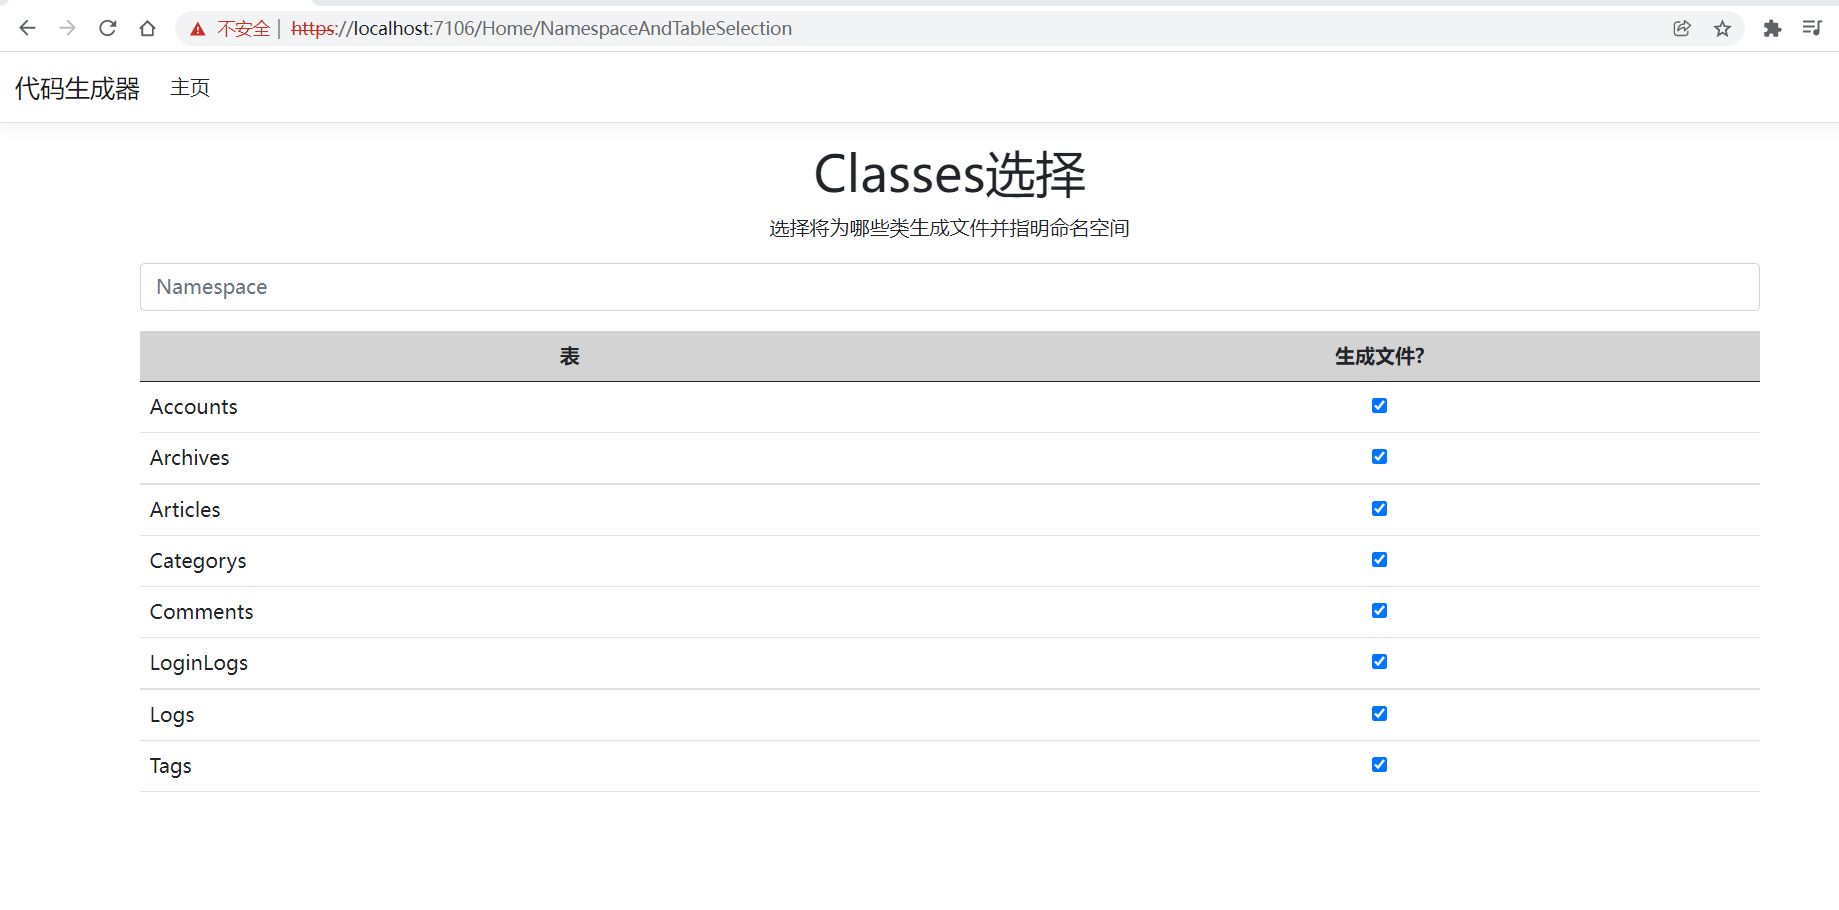 不安全 | https://localhost:7106/Home/NamespaceAndTableSelection
代码生成器 主页
Classes选择
选择将为哪些类生成文件并指明命名空间
Namespace
表 生成文件?
Accounts
Archives
Articles
Categorys
Comments
LoginLogs
Logs
Tags